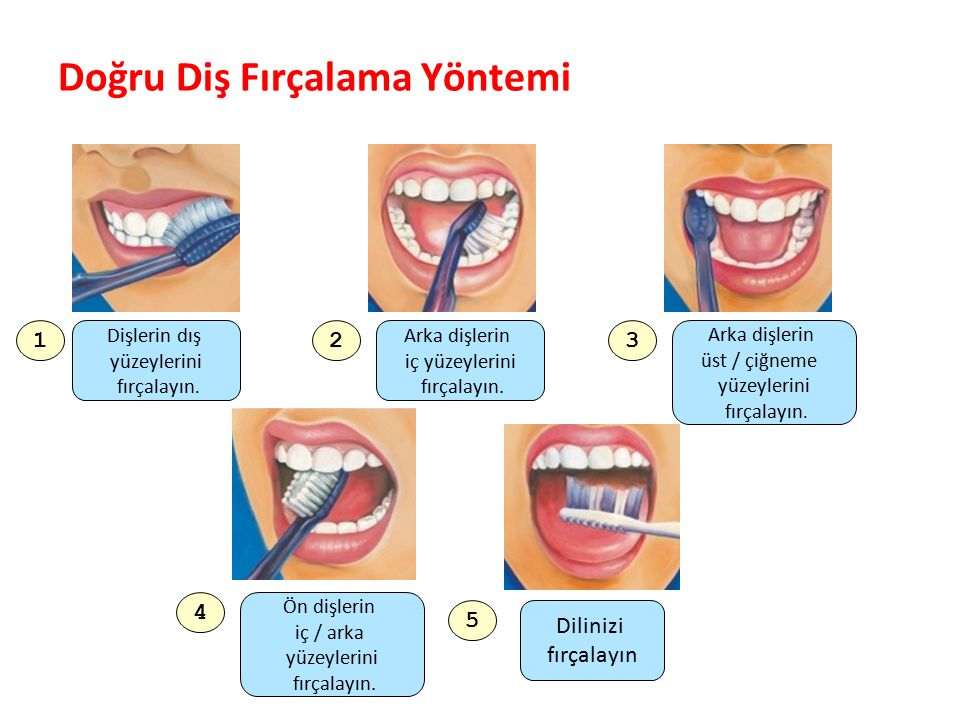 Doğru Diş Fırçalama Yöntemi
1
Dişlerin dış
yüzeylerini
fırçalayın.
2
Arka dişlerin
iç yüzeylerini
fırçalayın.
3
Arka dişlerin
üst / çiğneme
yüzeylerini
fırçalayın.
4
Ön dişlerin
iç / arka
yüzeylerini
fırçalayın.
5
Dilinizi
fırçalayın